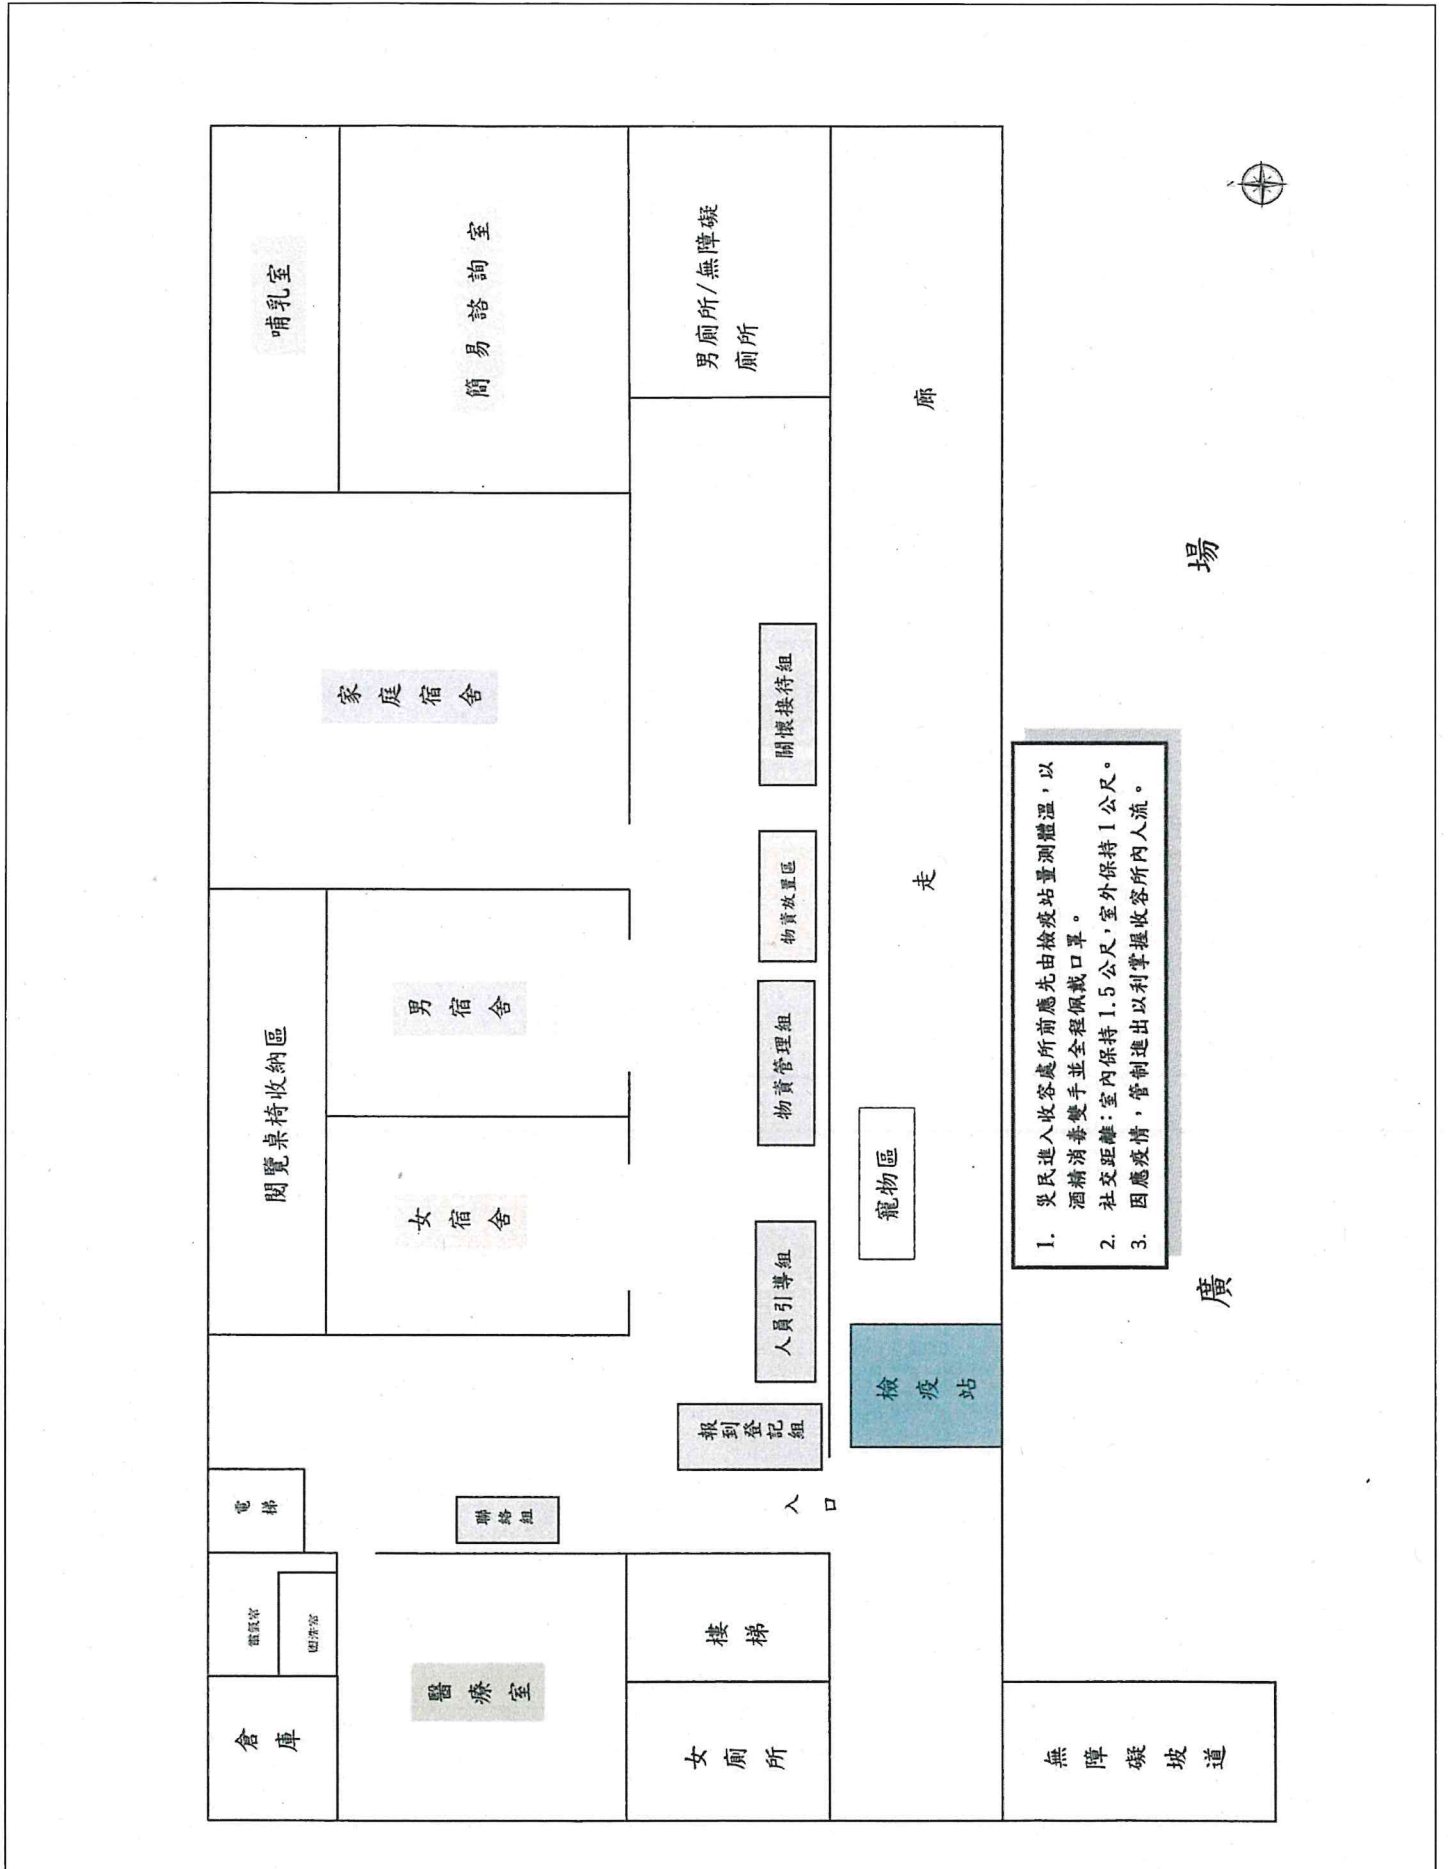 倉庫
電氣室
盥洗室
電梯
閱覽桌椅收納區
哺乳室
醫療室
聯絡組
女宿舍
男宿舍
家庭宿舍
簡易諮詢室
女廁所
樓梯
入口
報到登記組
人員引導組
物資管理組
物資放置區
關懷接待組
男廁所/無障礙
廁所
檢疫站
寵物區
走廊
無障礙坡道
1. 災民進入收容處所前應先由檢疫站量測體溫,以
酒精消毒雙手並全程佩戴口罩。
2. 社交距離:室內保持1.5公尺,室外保持1公尺。
3. 因應疫情,管制進出以利掌握收容所內人流。
廣場
N